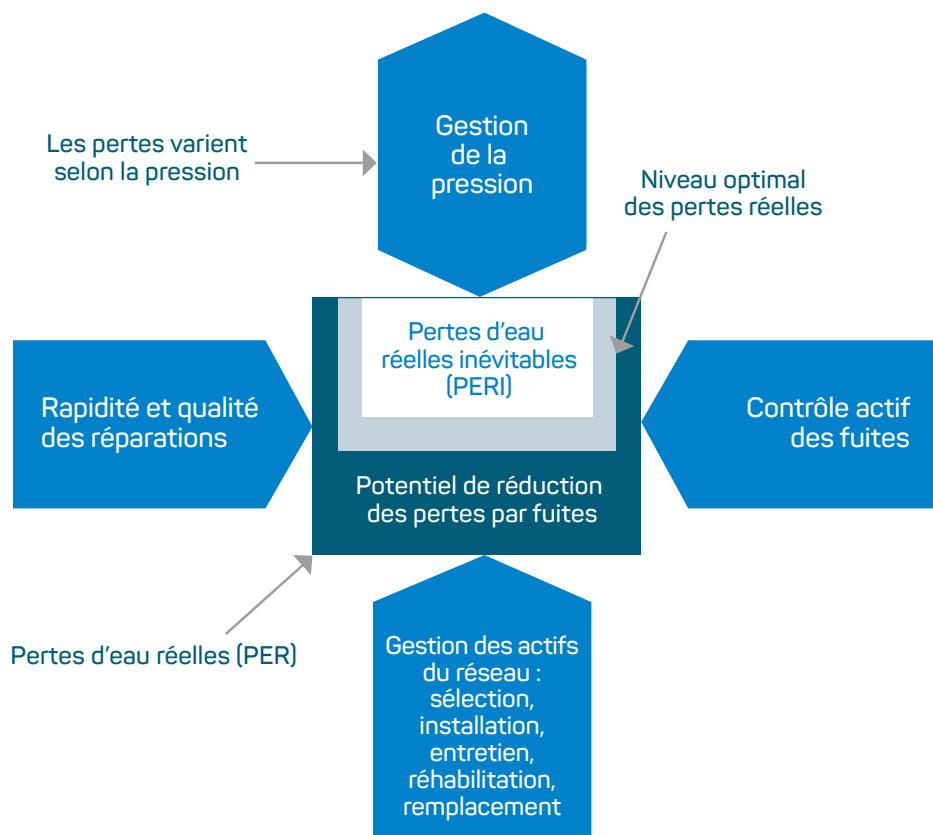 Gestion
de la
pression
Les pertes varient
selon la pression
Niveau optimal
des pertes réelles
Pertes d'eau
réelles inévitables
(PERI)
Rapidité et qualité
des réparations
Contrôle actif
des fuites
Potentiel de réduction
des pertes par fuites
Pertes d'eau réelles (PER)
Gestion des actifs
du réseau :
sélection,
installation,
entretien,
réhabilitation,
remplacement